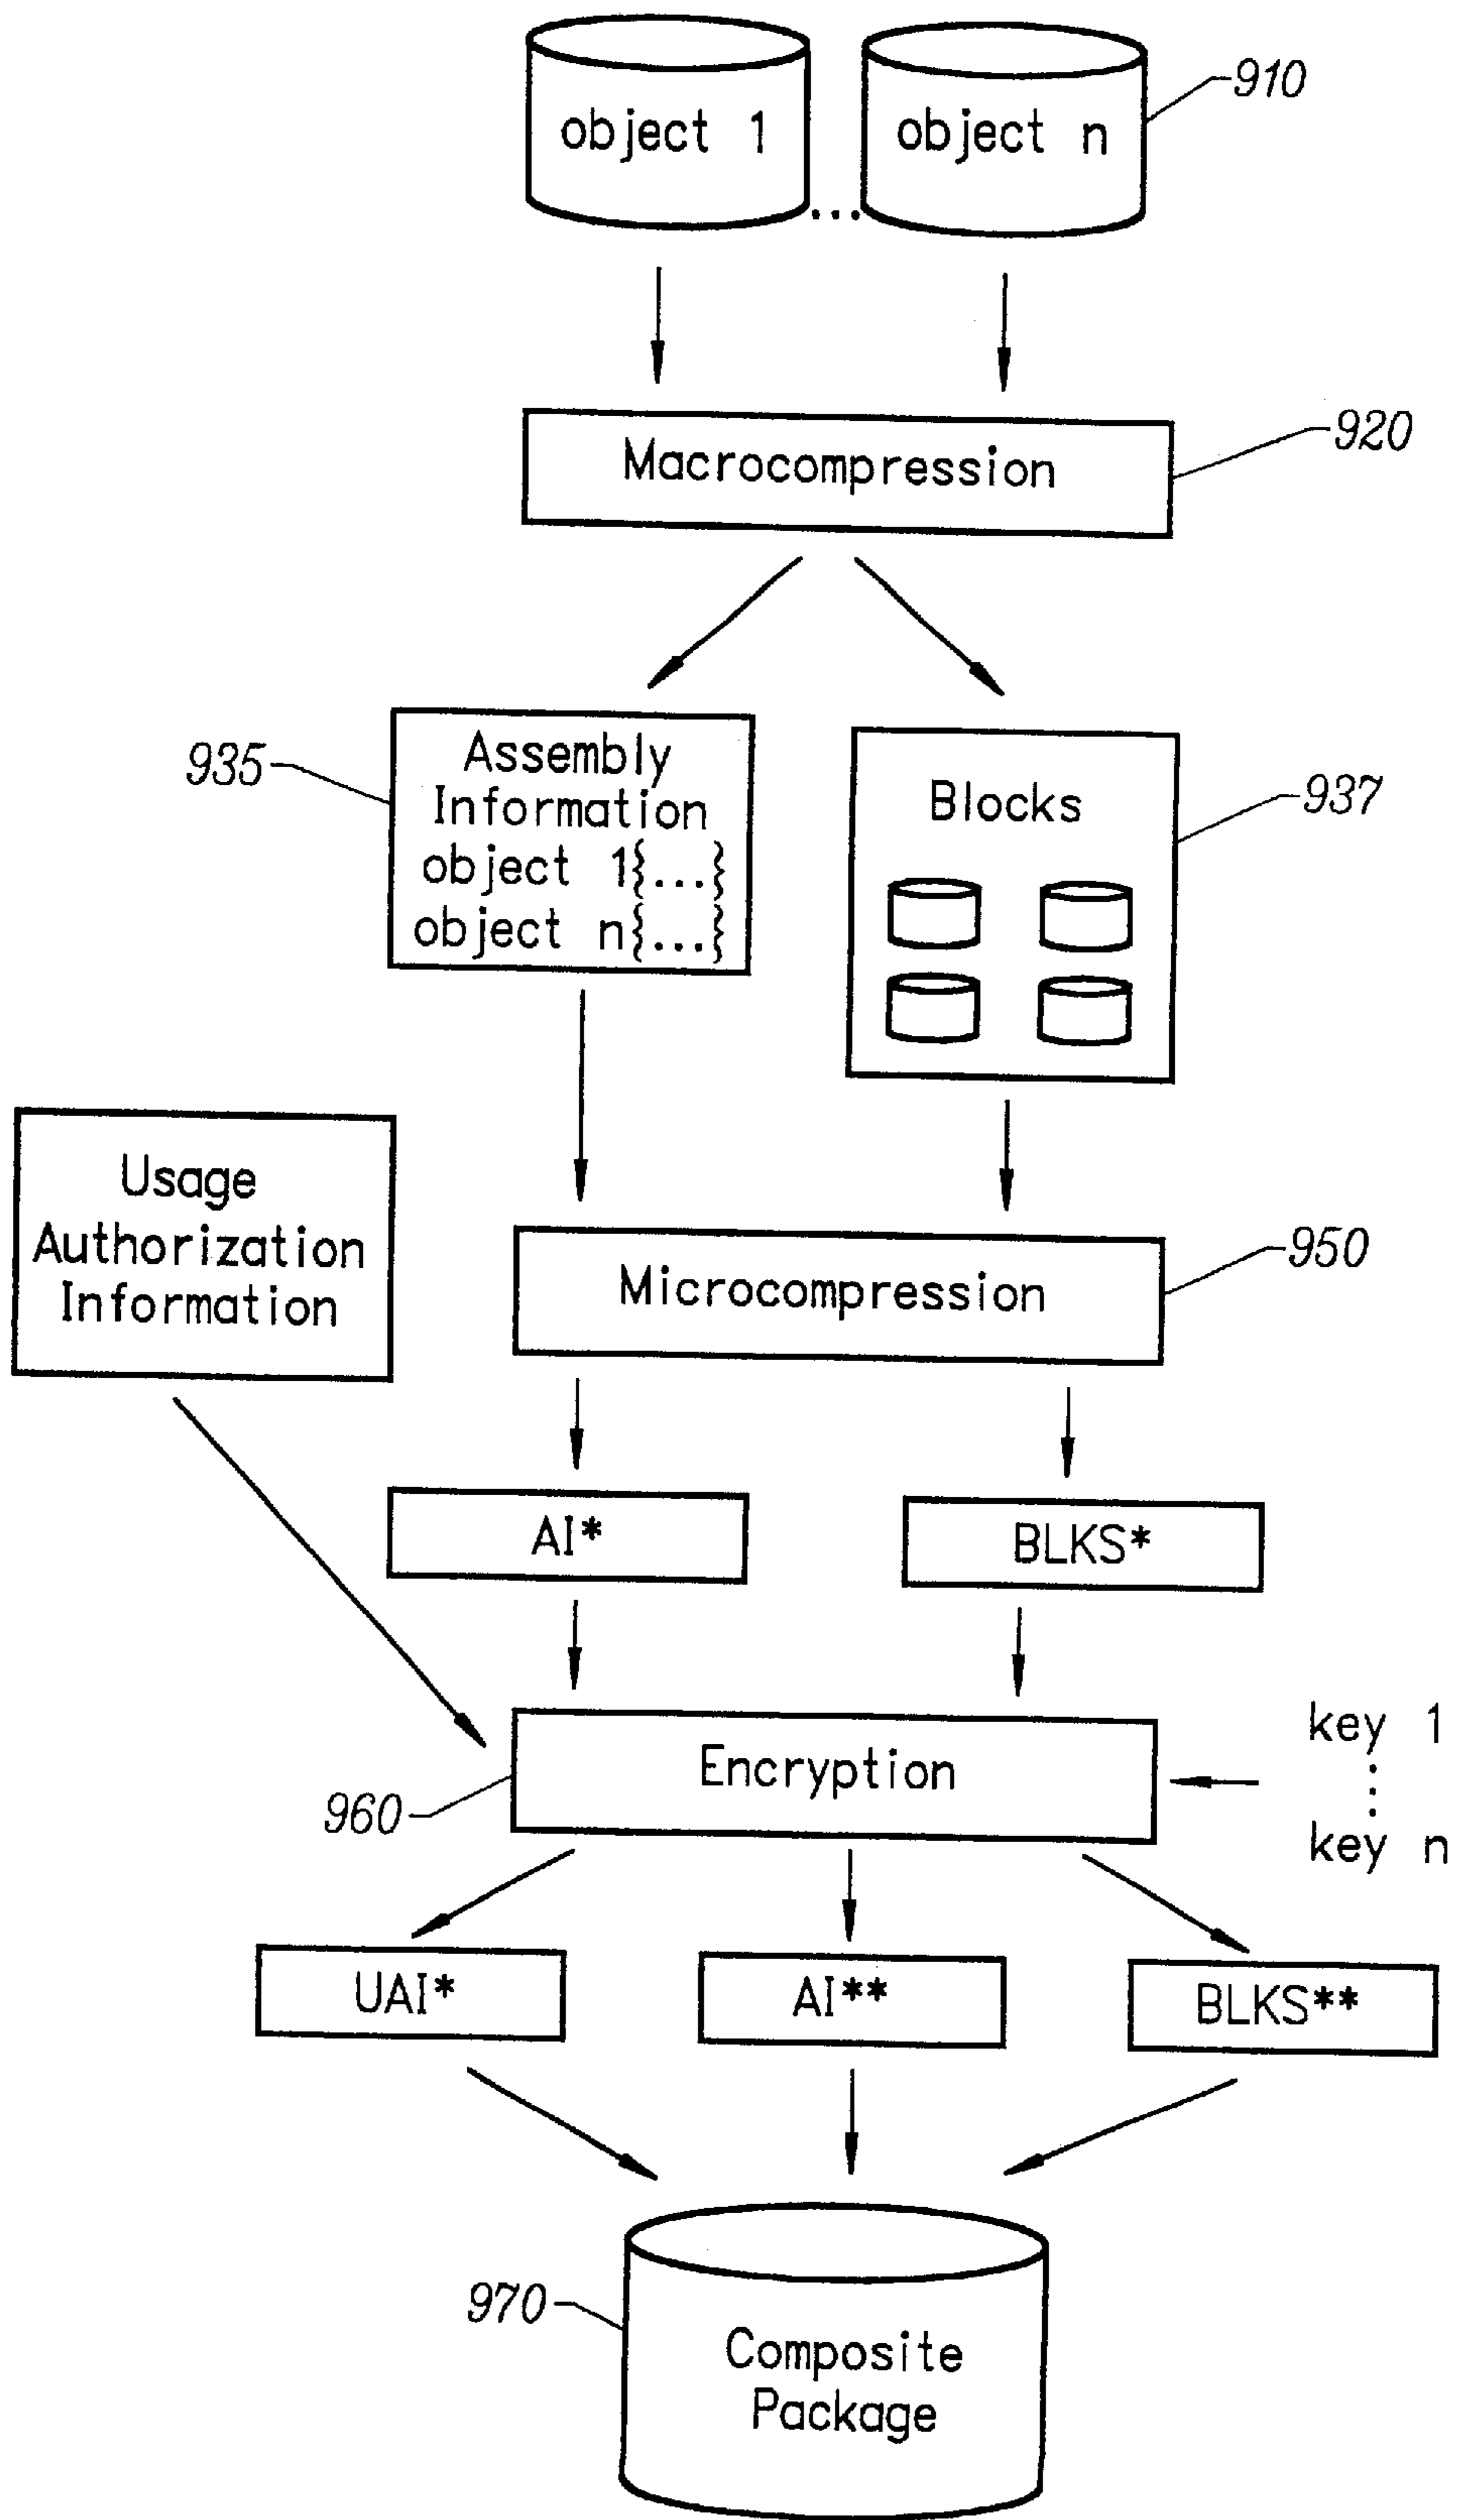 object 1
object n
910
...
Macrocompression
920
935
Assembly
Information
object 1{...}
object n{...}
Blocks
937
Usage
Authorization
Information
Microcompression
950
AI*
BLKS*
Encryption
960
key 1
⋮
key n
UAI*
AI**
BLKS**
970
Composite
Package